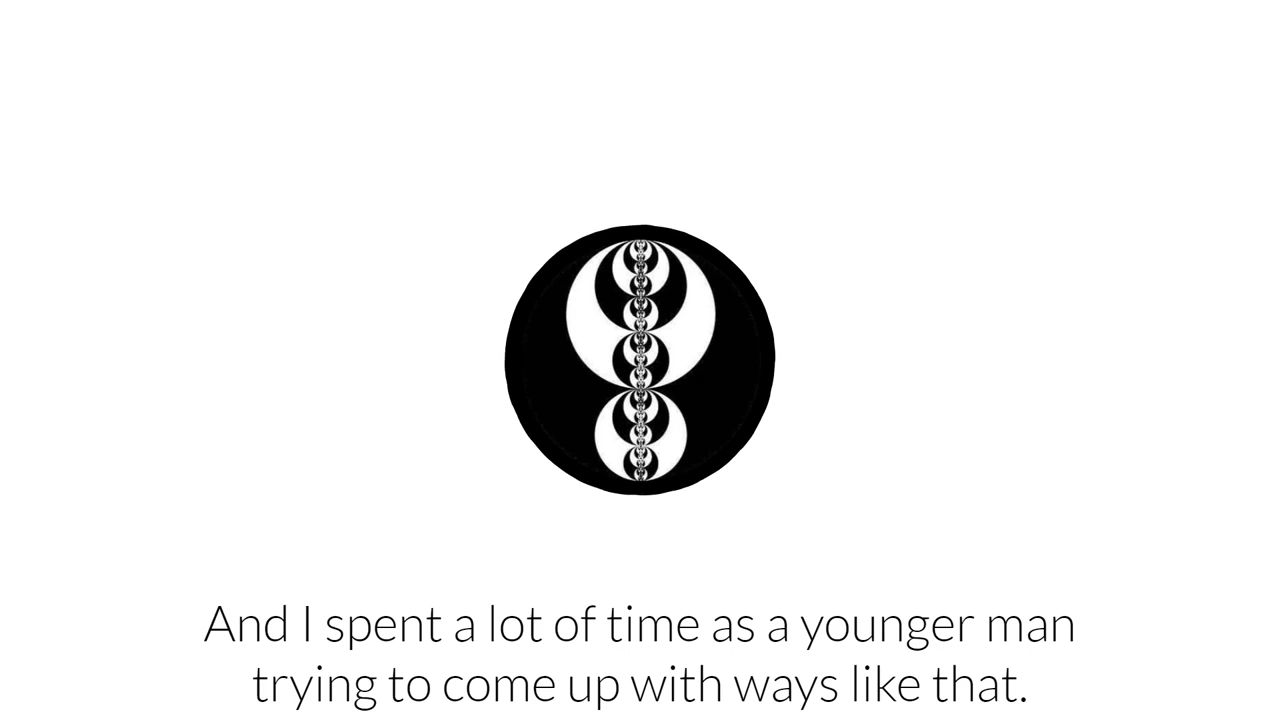 And I spent a lot of time as a younger man
trying to come up with ways like that.